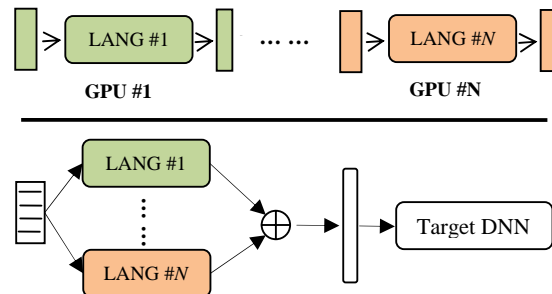 LANG #1
... ...
LANG #N
GPU #1
GPU #N
LANG #1
LANG #N
Target DNN